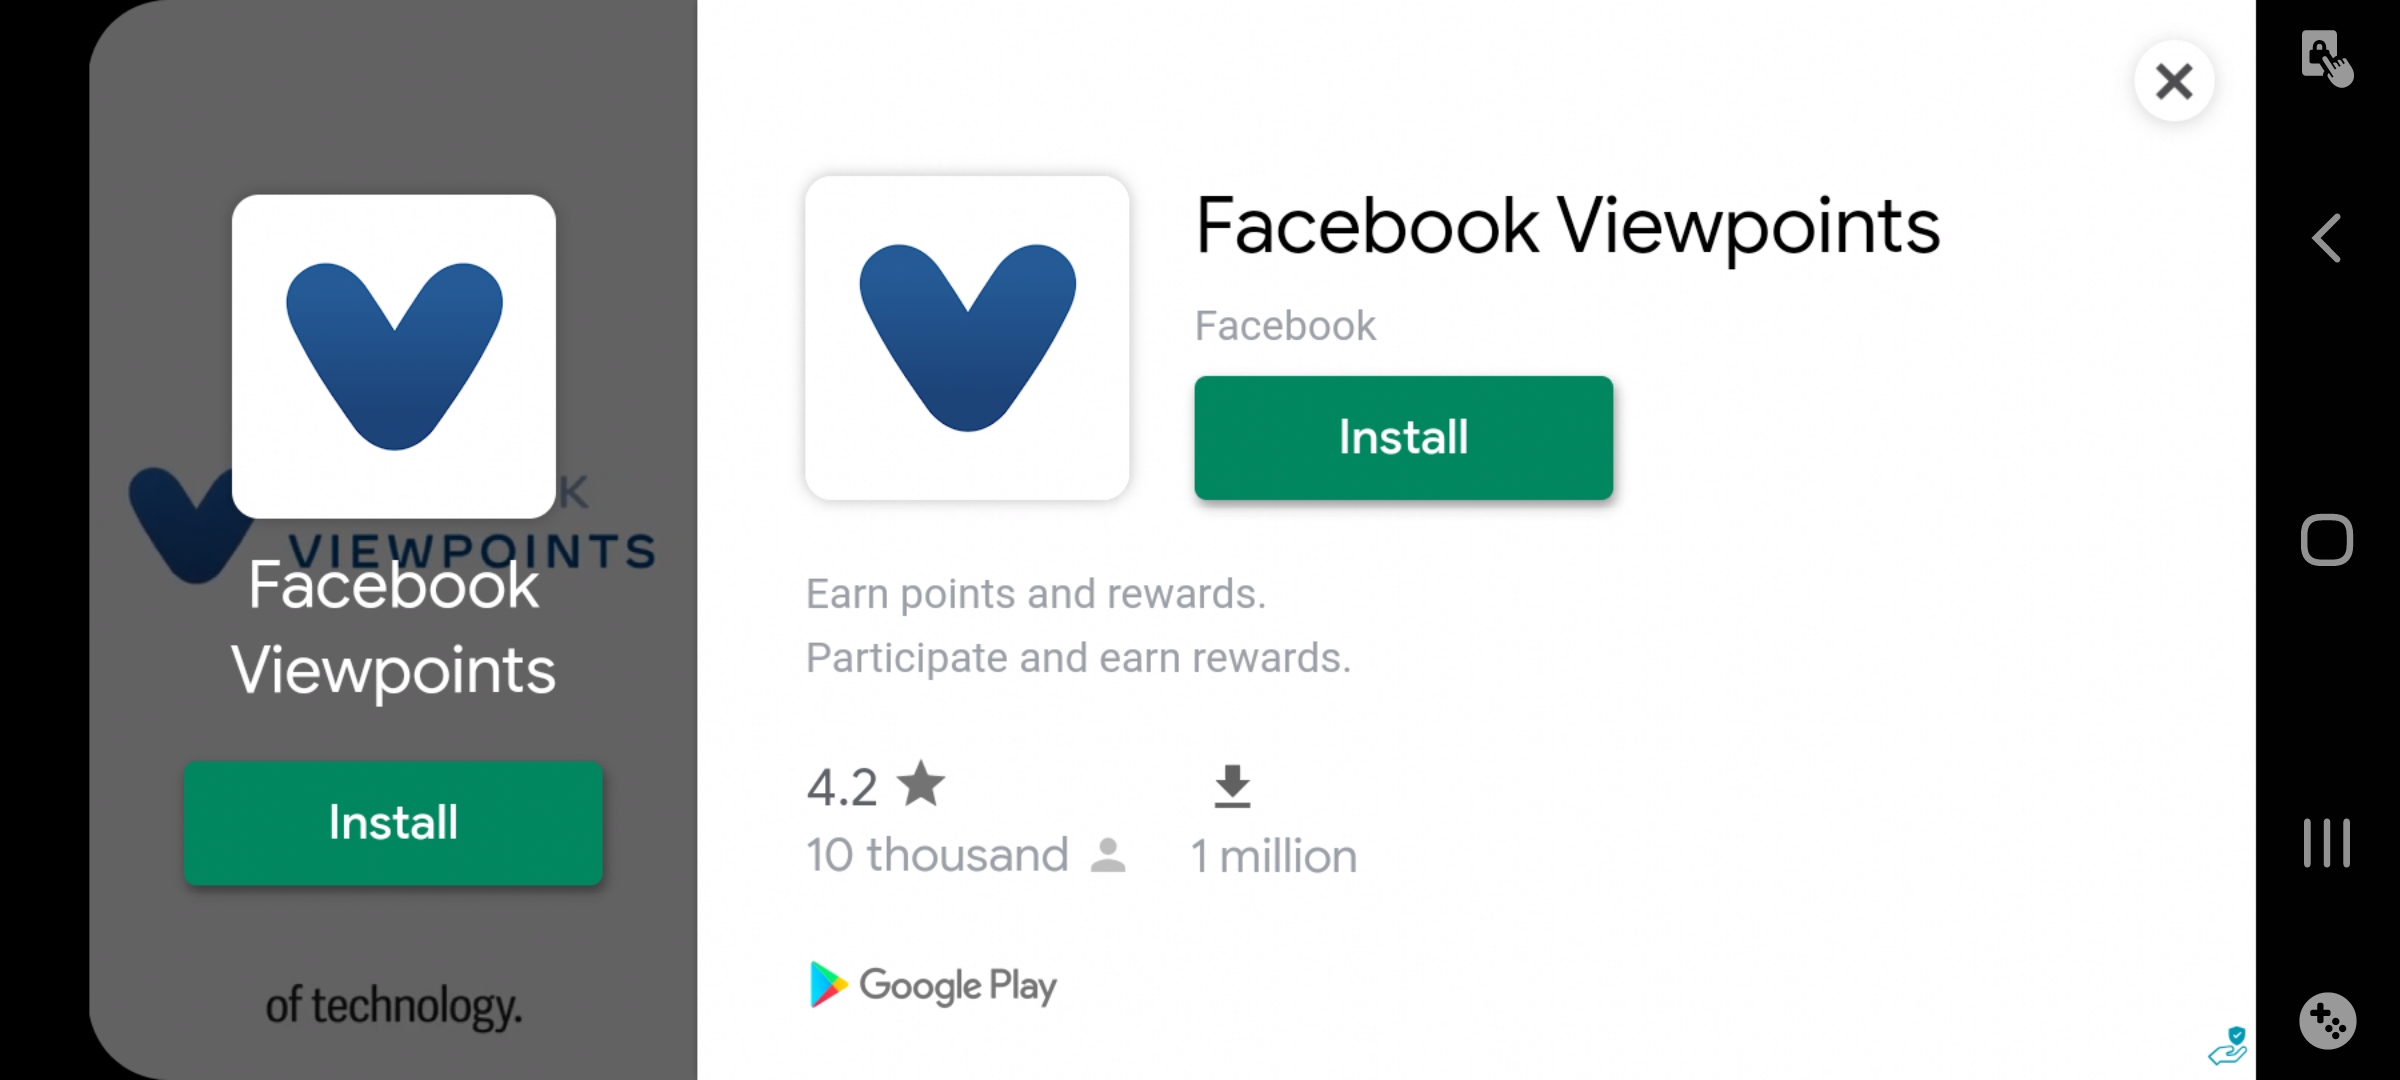 K
VIEWPOINTS
Facebook
Viewpoints
Install
of technology.
Facebook Viewpoints
Facebook
Install
Earn points and rewards.
Participate and earn rewards.
4.2
10 thousand
1 million
Google Play